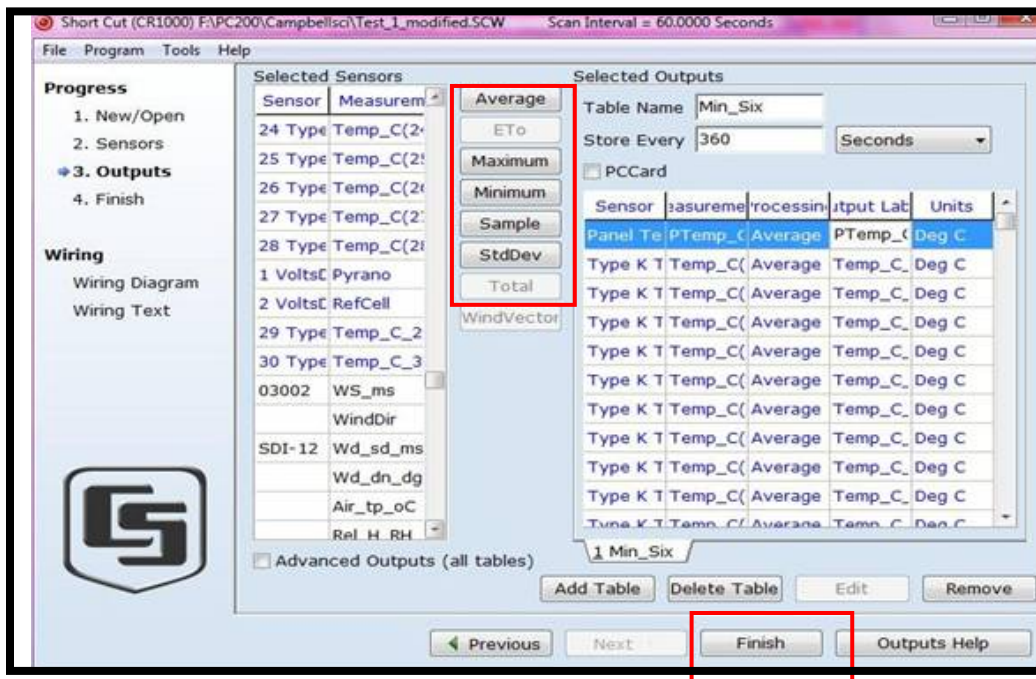 Short Cut (CR1000) F:\PC200\Campbellsci\Test_1_modified.SCW Scan Interval = 60.0000 Seconds
File Program Tools Help
Progress
1. New/Open
2. Sensors
3. Outputs
4. Finish
Wiring
Wiring Diagram
Wiring Text
Selected Sensors
Sensor Measurem
24 Type Temp_C(2
25 Type Temp_C(2
26 Type Temp_C(2
27 Type Temp_C(2
28 Type Temp_C(2
1 Volts Pyrano
2 Volts RefCell
29 Type Temp_C_2
30 Type Temp_C_3
03002 WS_ms
WindDir
SDI-12 Wd_sd_ms
Wd_dn_dg
Air_tp_oC
Rel_H_RH
Advanced Outputs (all tables)
Average
ETo
Maximum
Minimum
Sample
StdDev
Total
WindVector
Selected Outputs
Table Name Min_Six
Store Every 360 Seconds
PCCard
Sensor easureme rocessin utput Lab Units
Panel Te PTemp_C Average PTemp_C Deg C
Type K T Temp_C( Average Temp_C_ Deg C
Type K T Temp_C( Average Temp_C_ Deg C
Type K T Temp_C( Average Temp_C_ Deg C
Type K T Temp_C( Average Temp_C_ Deg C
Type K T Temp_C( Average Temp_C_ Deg C
Type K T Temp_C( Average Temp_C_ Deg C
Type K T Temp_C( Average Temp_C_ Deg C
Type K T Temp_C( Average Temp_C_ Deg C
Type K T Temp_C( Average Temp_C_ Deg C
Type K T Temp_C( Average Temp_C Deg C
1 Min_Six
Add Table Delete Table Edit Remove
Previous Next Finish Outputs Help